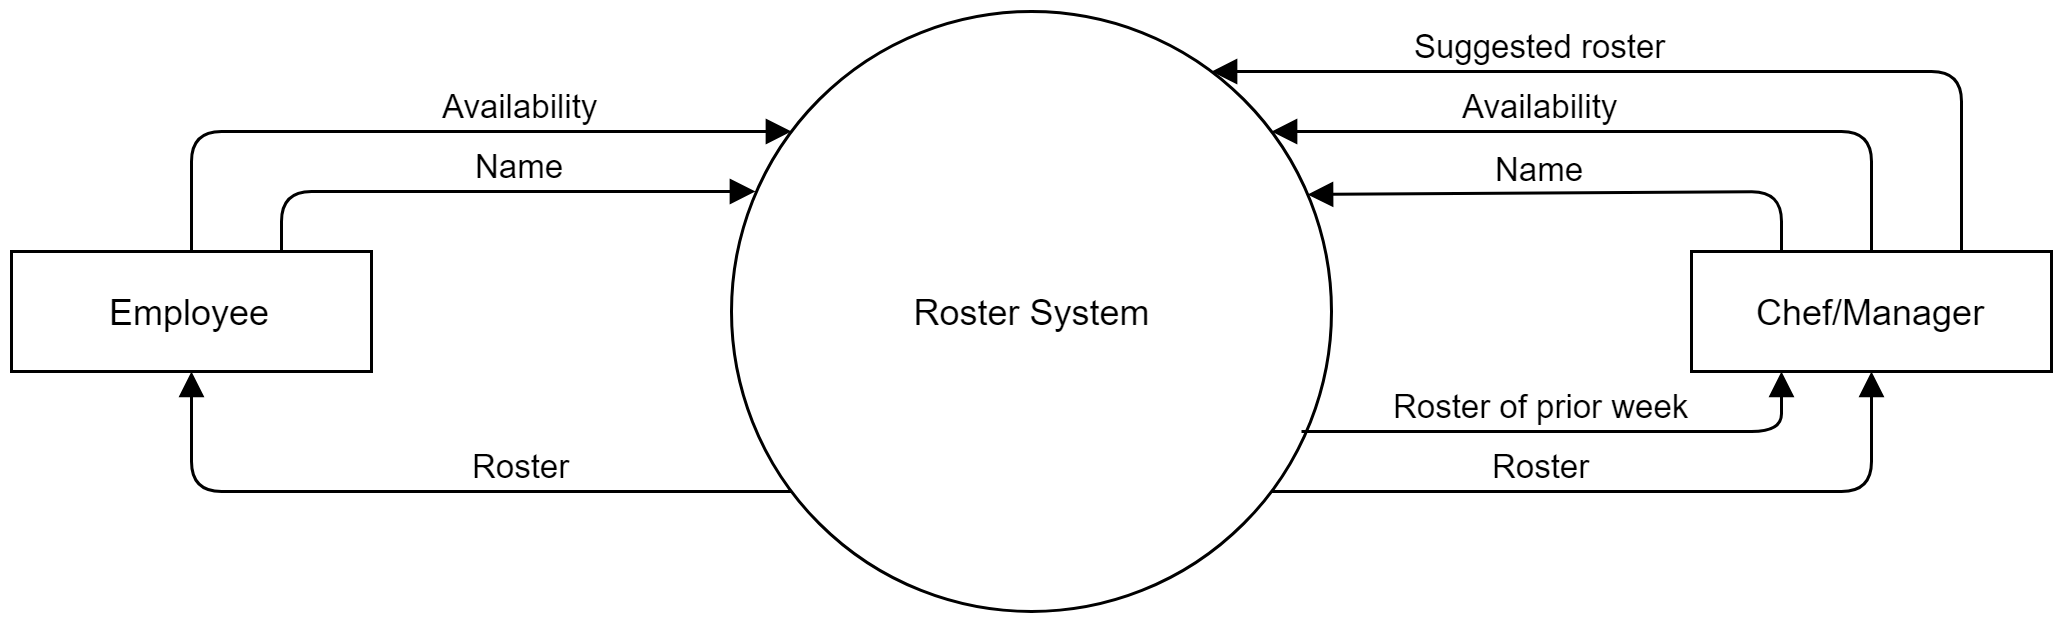 Suggested roster
Availability
Availability
Name
Name
Employee
Roster System
Chef/Manager
Roster of prior week
Roster
Roster